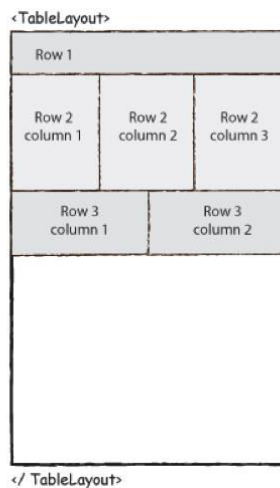 <TableLayout>
Row 1
Row 2
column 1
Row 2
column 2
Row 2
column 3
Row 3
column 1
Row 3
column 2
</ TableLayout>